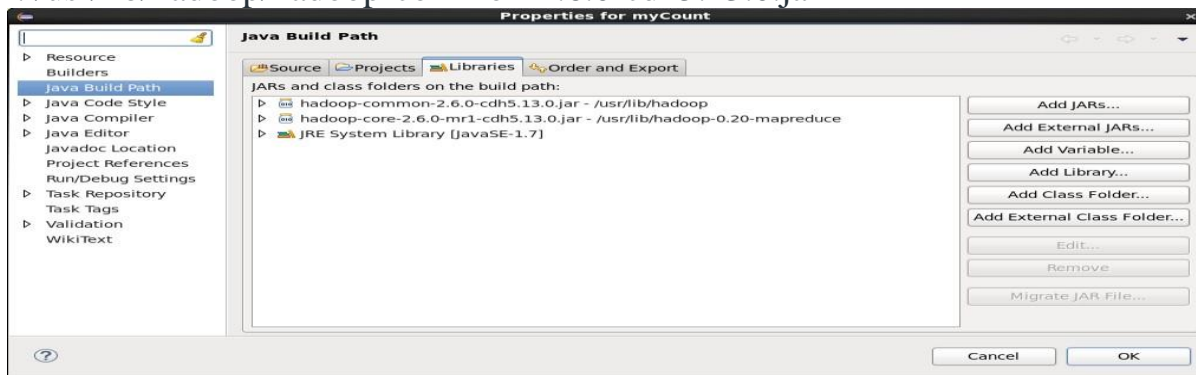 Properties for myCount
Java Build Path
Resource
Builders
Java Build Path
Java Code Style
Java Compiler
Java Editor
Javadoc Location
Project References
Run/Debug Settings
Task Repository
Task Tags
Validation
WikiText
Source Projects Libraries Order and Export
JARs and class folders on the build path:
hadoop-common-2.6.0-cdh5.13.0.jar - /usr/lib/hadoop
hadoop-core-2.6.0-mr1-cdh5.13.0.jar - /usr/lib/hadoop-0.20-mapreduce
JRE System Library [JavaSE-1.7]
Add JARs...
Add External JARs...
Add Variable...
Add Library...
Add Class Folder...
Add External Class Folder...
Edit...
Remove
Migrate JAR File...
Cancel OK